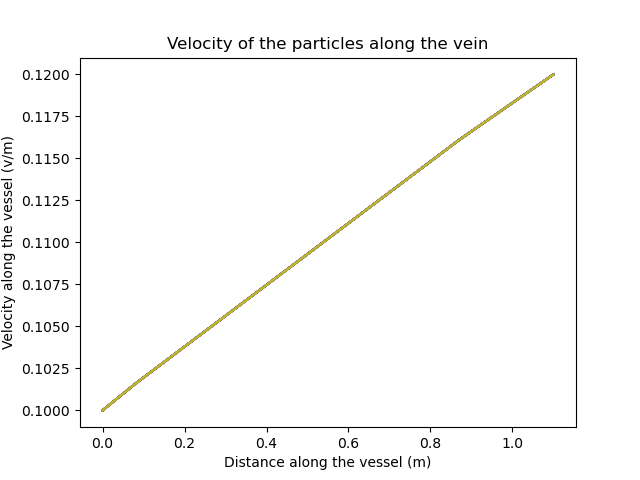 Velocity of the particles along the vein
0.1200
0.1175
0.1150
0.1125
0.1100
0.1075
0.1050
0.1025
0.1000
Velocity along the vessel (v/m)
0.0 0.2 0.4 0.6 0.8 1.0
Distance along the vessel (m)